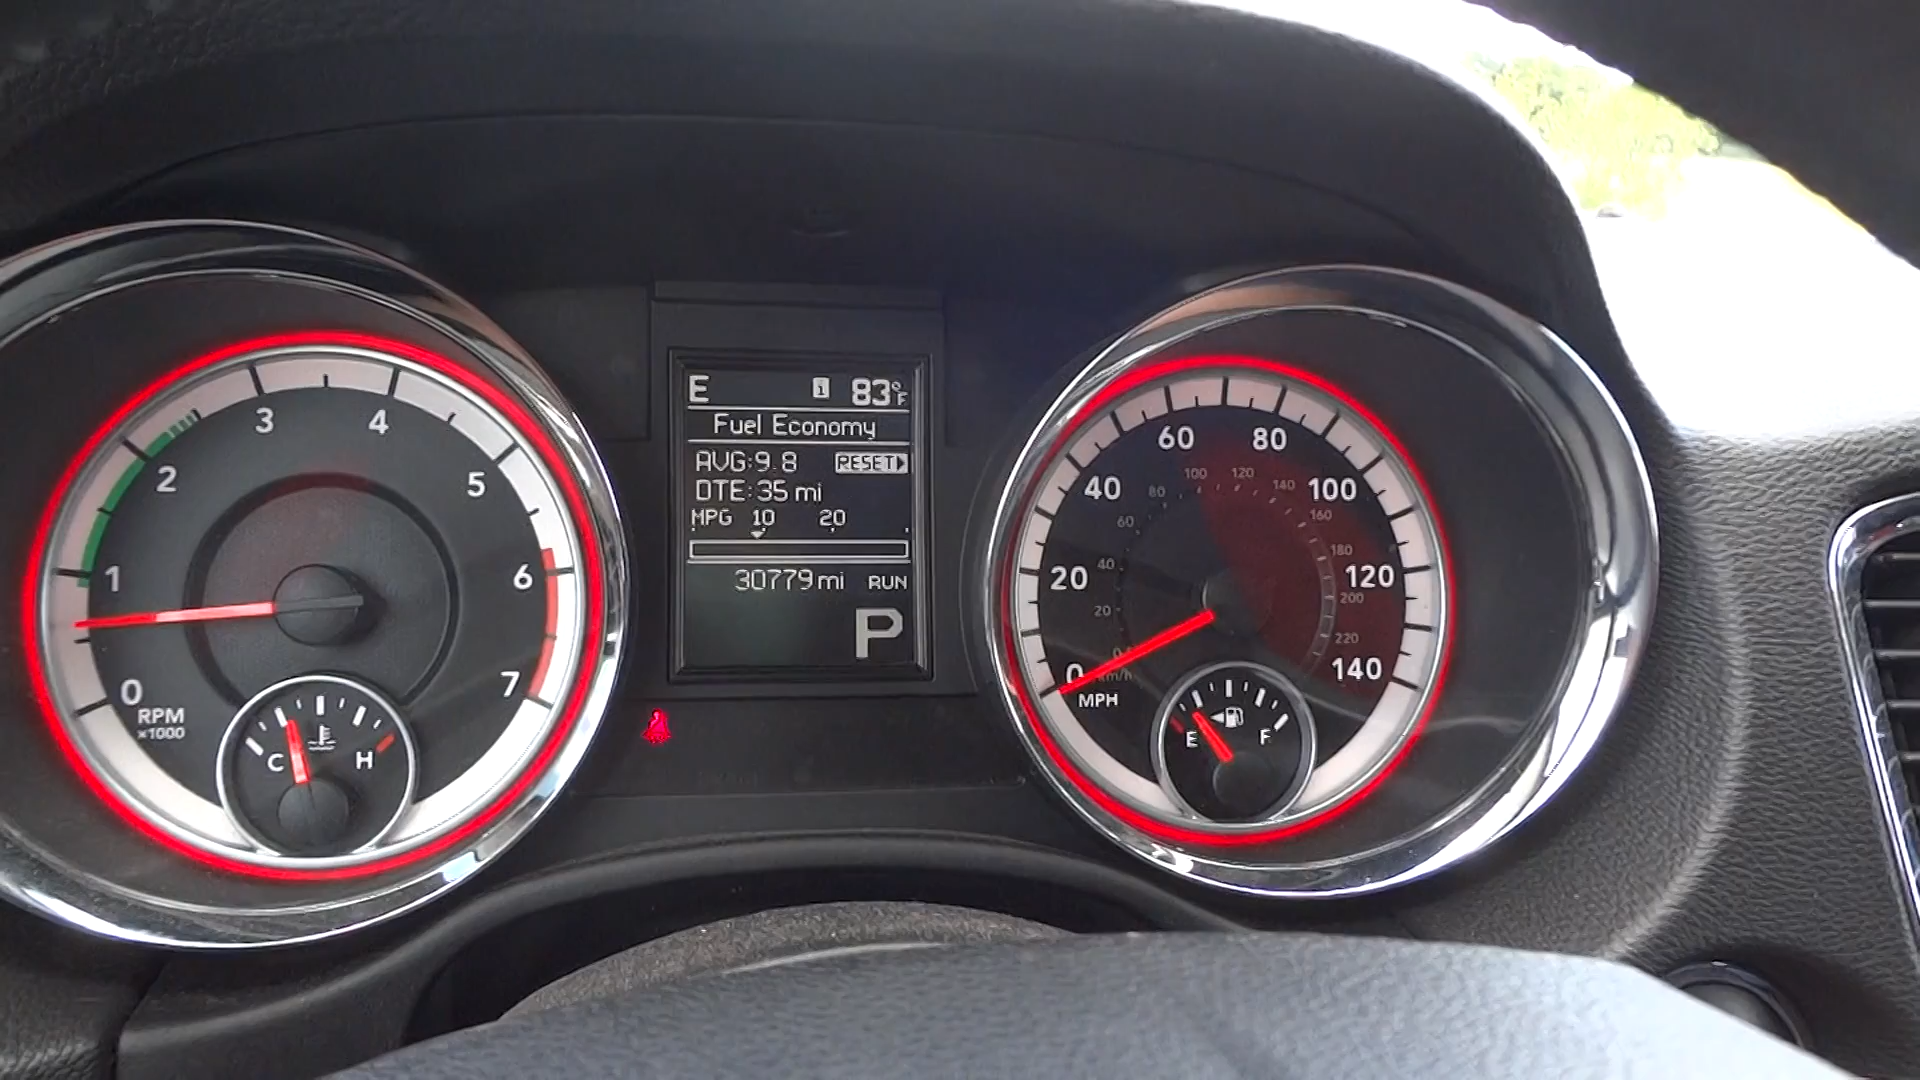 E i 83°F
Fuel Economy
AVG:9.8 RESET
DTE:35 mi
MPG 10 20
30779 mi RUN
P
0 1 2 3 4 5 6 7
RPM
×1000
C H
0 20 40 60 80 100 120 140
20 40 60 80 100 120 140 160 180 200 220
km/h
MPH
E F